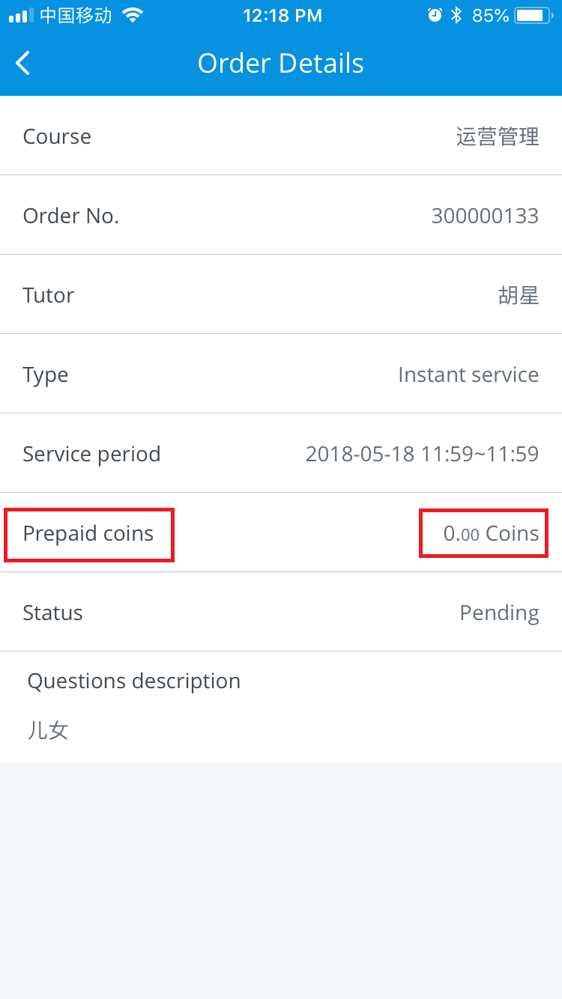 中国移动 12:18 PM 85%
Order Details
Course 运营管理
Order No. 300000133
Tutor 胡星
Type Instant service
Service period 2018-05-18 11:59~11:59
Prepaid coins 0.00 Coins
Status Pending
Questions description
儿女